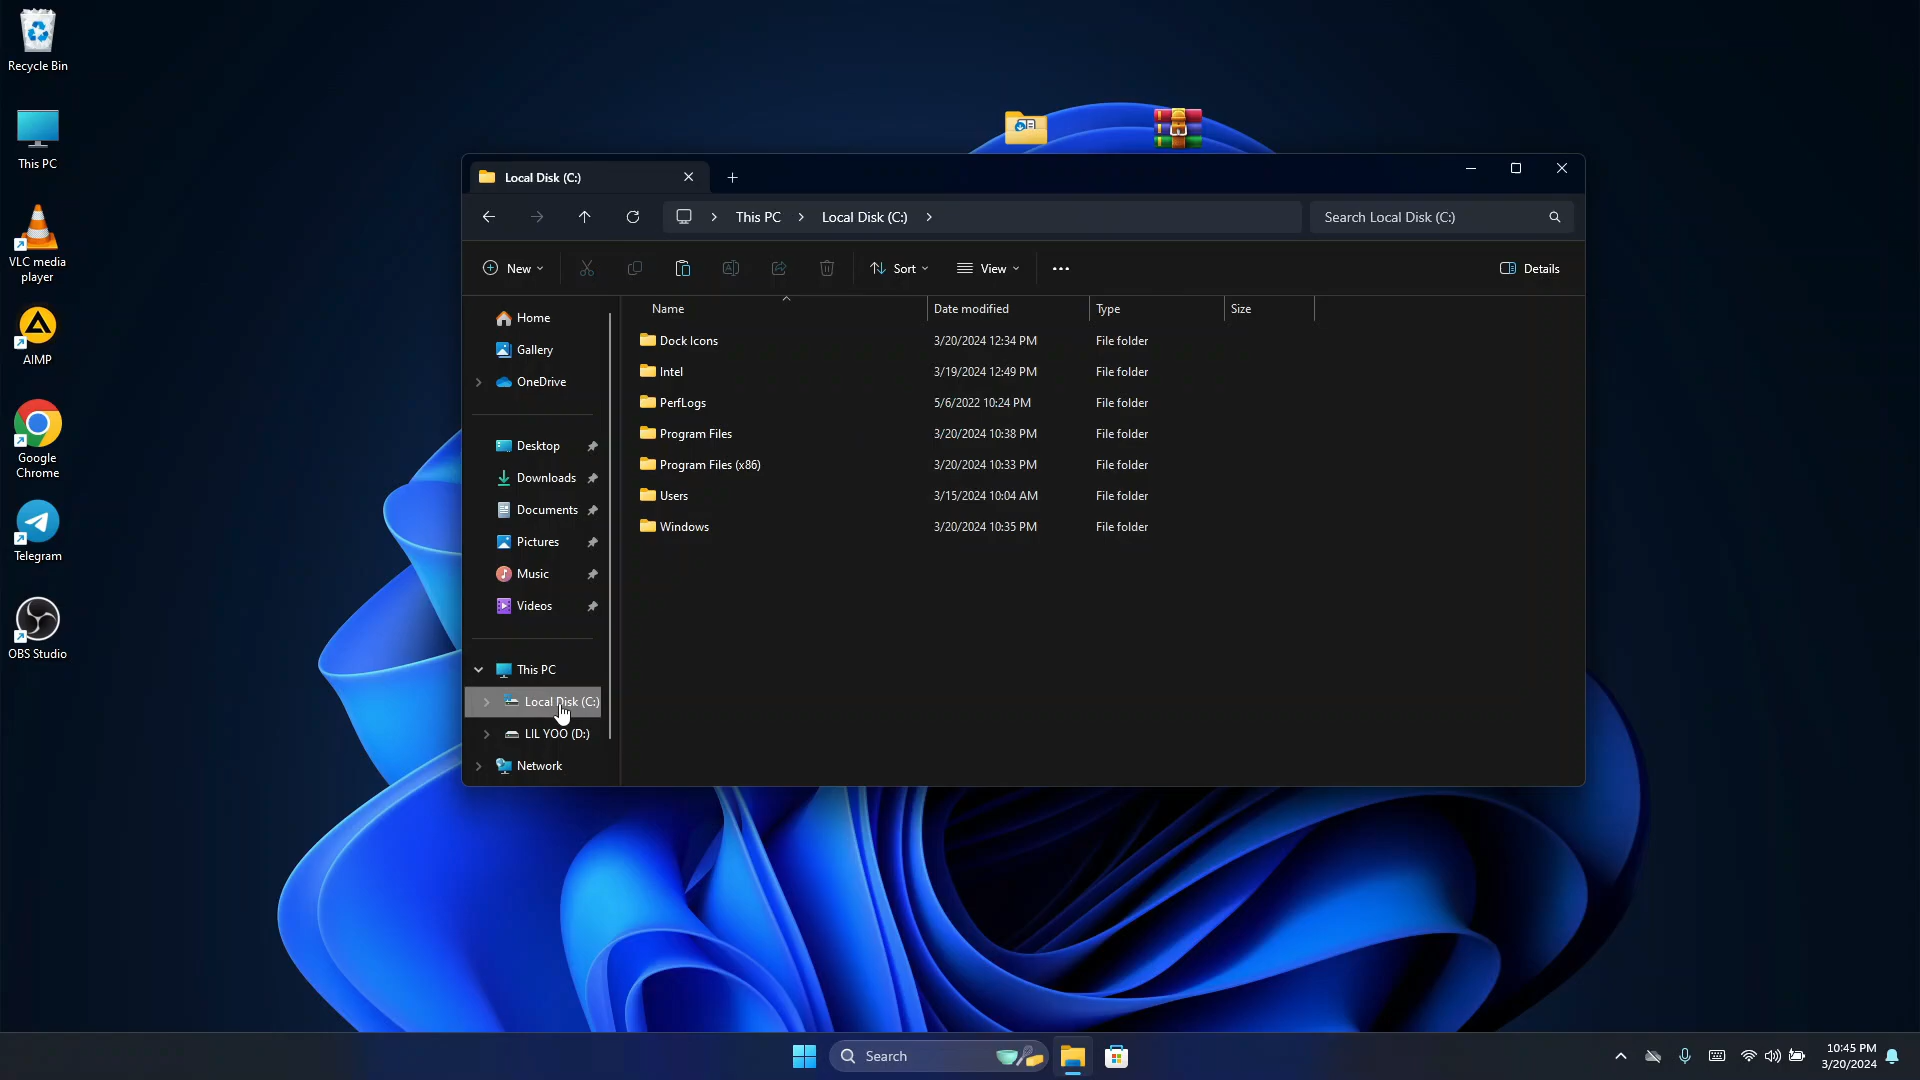 Recycle Bin
This PC
VLC media
player
AIMP
Google
Chrome
Telegram
OBS Studio
Local Disk (C:)
This PC
Local Disk (C:)
Search Local Disk (C:)
New
Sort
View
Details
Home
Gallery
OneDrive
Desktop
Downloads
Documents
Pictures
Music
Videos
This PC
Local Disk (C:)
LIL YOO (D:)
Network
Name Date modified Type Size
Dock Icons 3/20/2024 12:34 PM File folder
Intel 3/19/2024 12:49 PM File folder
PerfLogs 5/6/2022 10:24 PM File folder
Program Files 3/20/2024 10:38 PM File folder
Program Files (x86) 3/20/2024 10:33 PM File folder
Users 3/15/2024 10:04 AM File folder
Windows 3/20/2024 10:35 PM File folder
Search
10:45 PM
3/20/2024